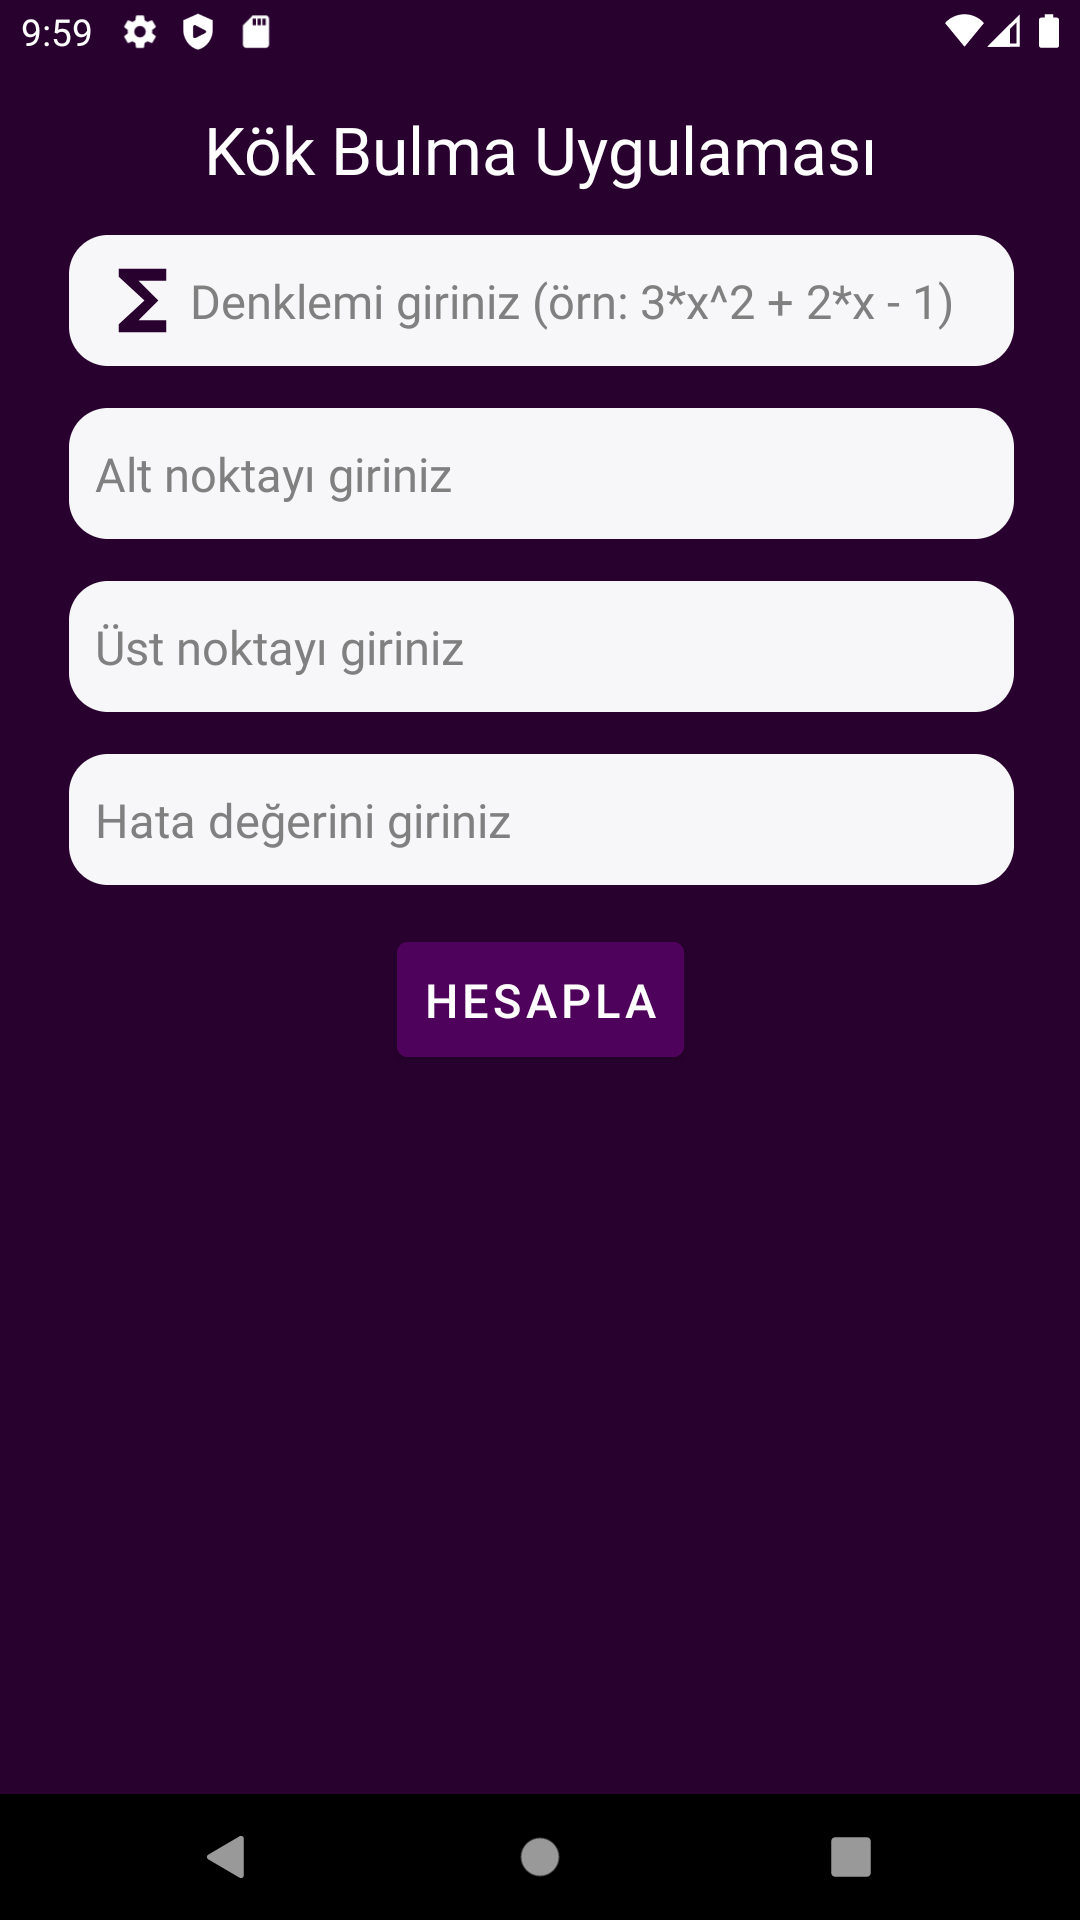 9:59
Kök Bulma Uygulaması
Denklemi giriniz (örn: 3*x^2 + 2*x - 1)
Alt noktayı giriniz
Üst noktayı giriniz
Hata değerini giriniz
HESAPLA